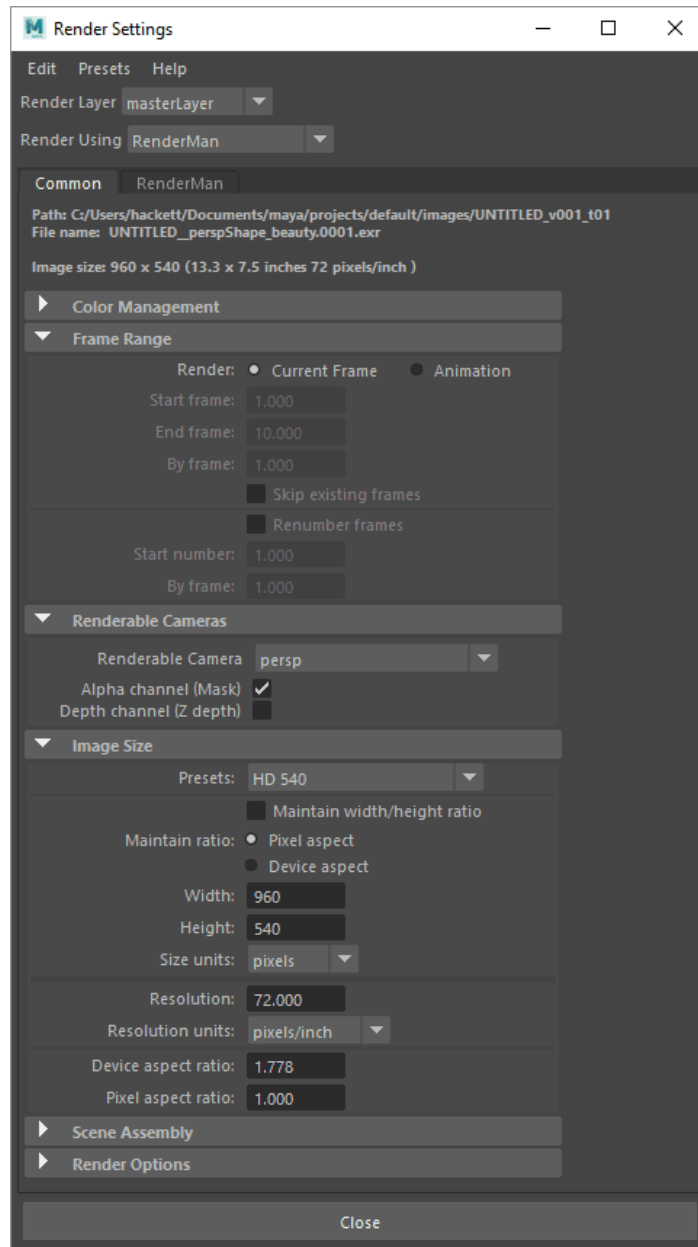 Render Settings
Edit Presets Help
Render Layer masterLayer
Render Using RenderMan
Common RenderMan
Path: C:/Users/hackett/Documents/maya/projects/default/images/UNTITLED_v001_t01
File name: UNTITLED__perspShape_beauty.0001.exr
Image size: 960 x 540 (13.3 x 7.5 inches 72 pixels/inch )
Color Management
Frame Range
Render: Current Frame Animation
Start frame: 1.000
End frame: 10.000
By frame: 1.000
Skip existing frames
Renumber frames
Start number: 1.000
By frame: 1.000
Renderable Cameras
Renderable Camera persp
Alpha channel (Mask)
Depth channel (Z depth)
Image Size
Presets: HD 540
Maintain width/height ratio
Maintain ratio: Pixel aspect
Device aspect
Width: 960
Height: 540
Size units: pixels
Resolution: 72.000
Resolution units: pixels/inch
Device aspect ratio: 1.778
Pixel aspect ratio: 1.000
Scene Assembly
Render Options
Close